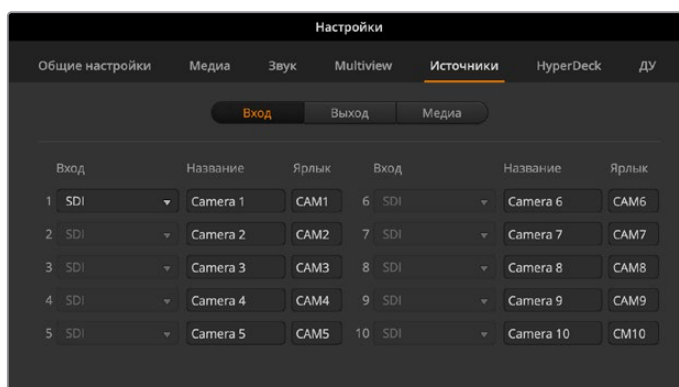 Настройки
Общие настройки Медиа Звук Multiview Источники HyperDeck ДУ
Вход Выход Медиа
Вход Название Ярлык Вход Название Ярлык
1 SDI Camera 1 CAM1 6 SDI Camera 6 CAM6
2 SDI Camera 2 CAM2 7 SDI Camera 7 CAM7
3 SDI Camera 3 CAM3 8 SDI Camera 8 CAM8
4 SDI Camera 4 CAM4 9 SDI Camera 9 CAM9
5 SDI Camera 5 CAM5 10 SDI Camera 10 CM10